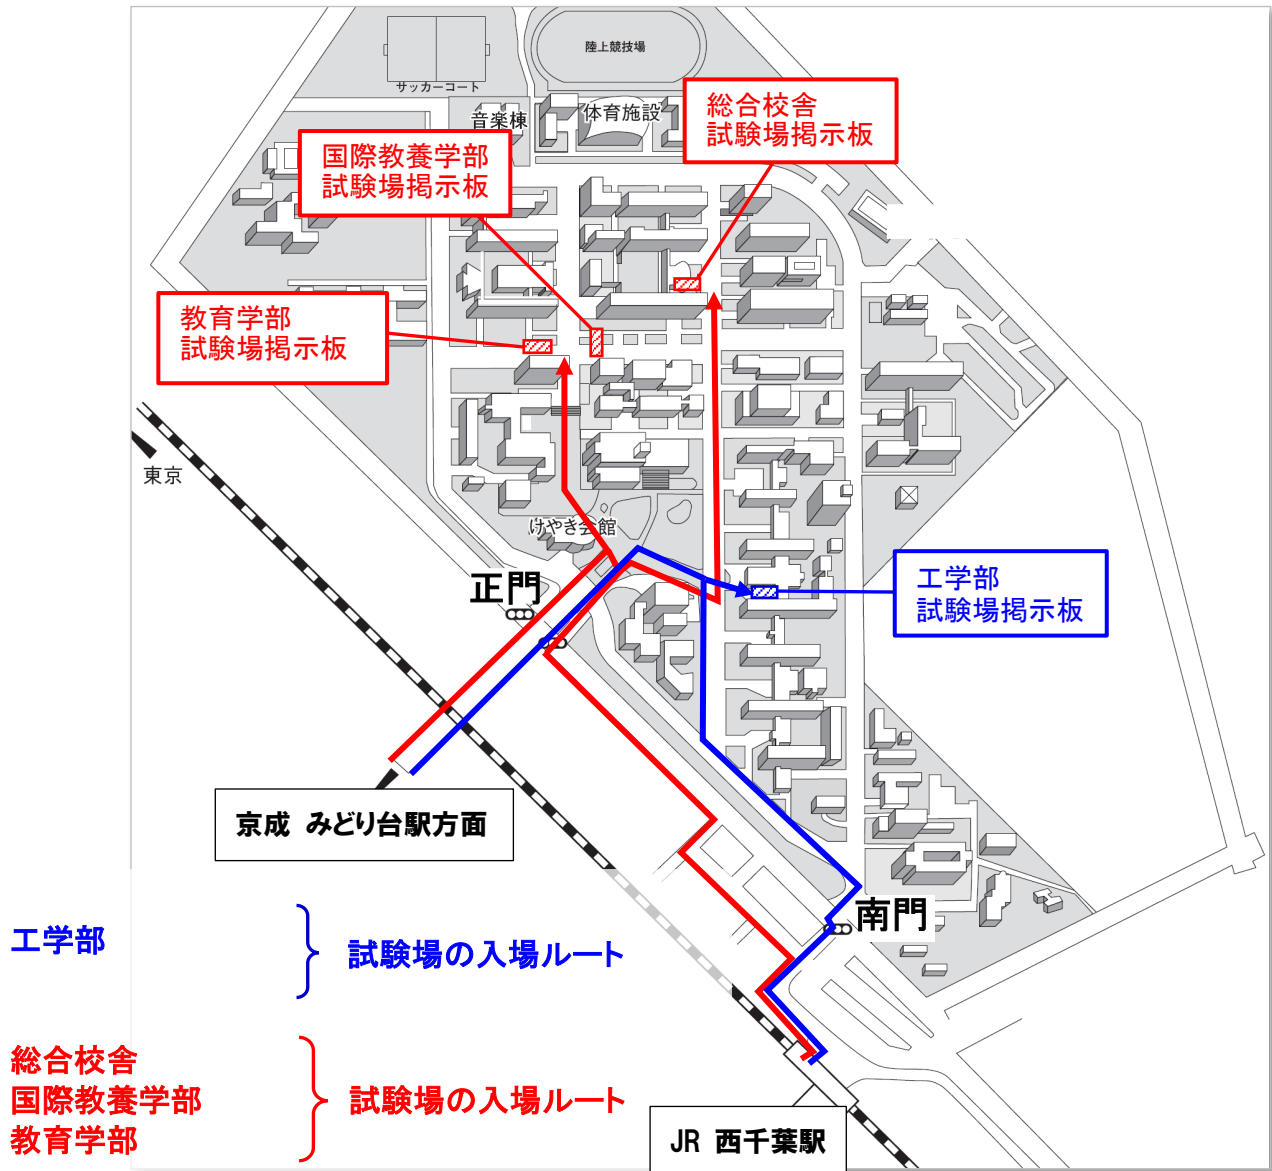 陸上競技場
サッカーコート
音楽棟
体育施設
総合校舎
試験場掲示板
国際教養学部
試験場掲示板
教育学部
試験場掲示板
東京
けやき会館
正門
工学部
試験場掲示板
京成 みどり台駅方面
南門
工学部
試験場の入場ルート
総合校舎
国際教養学部
教育学部
試験場の入場ルート
JR 西千葉駅